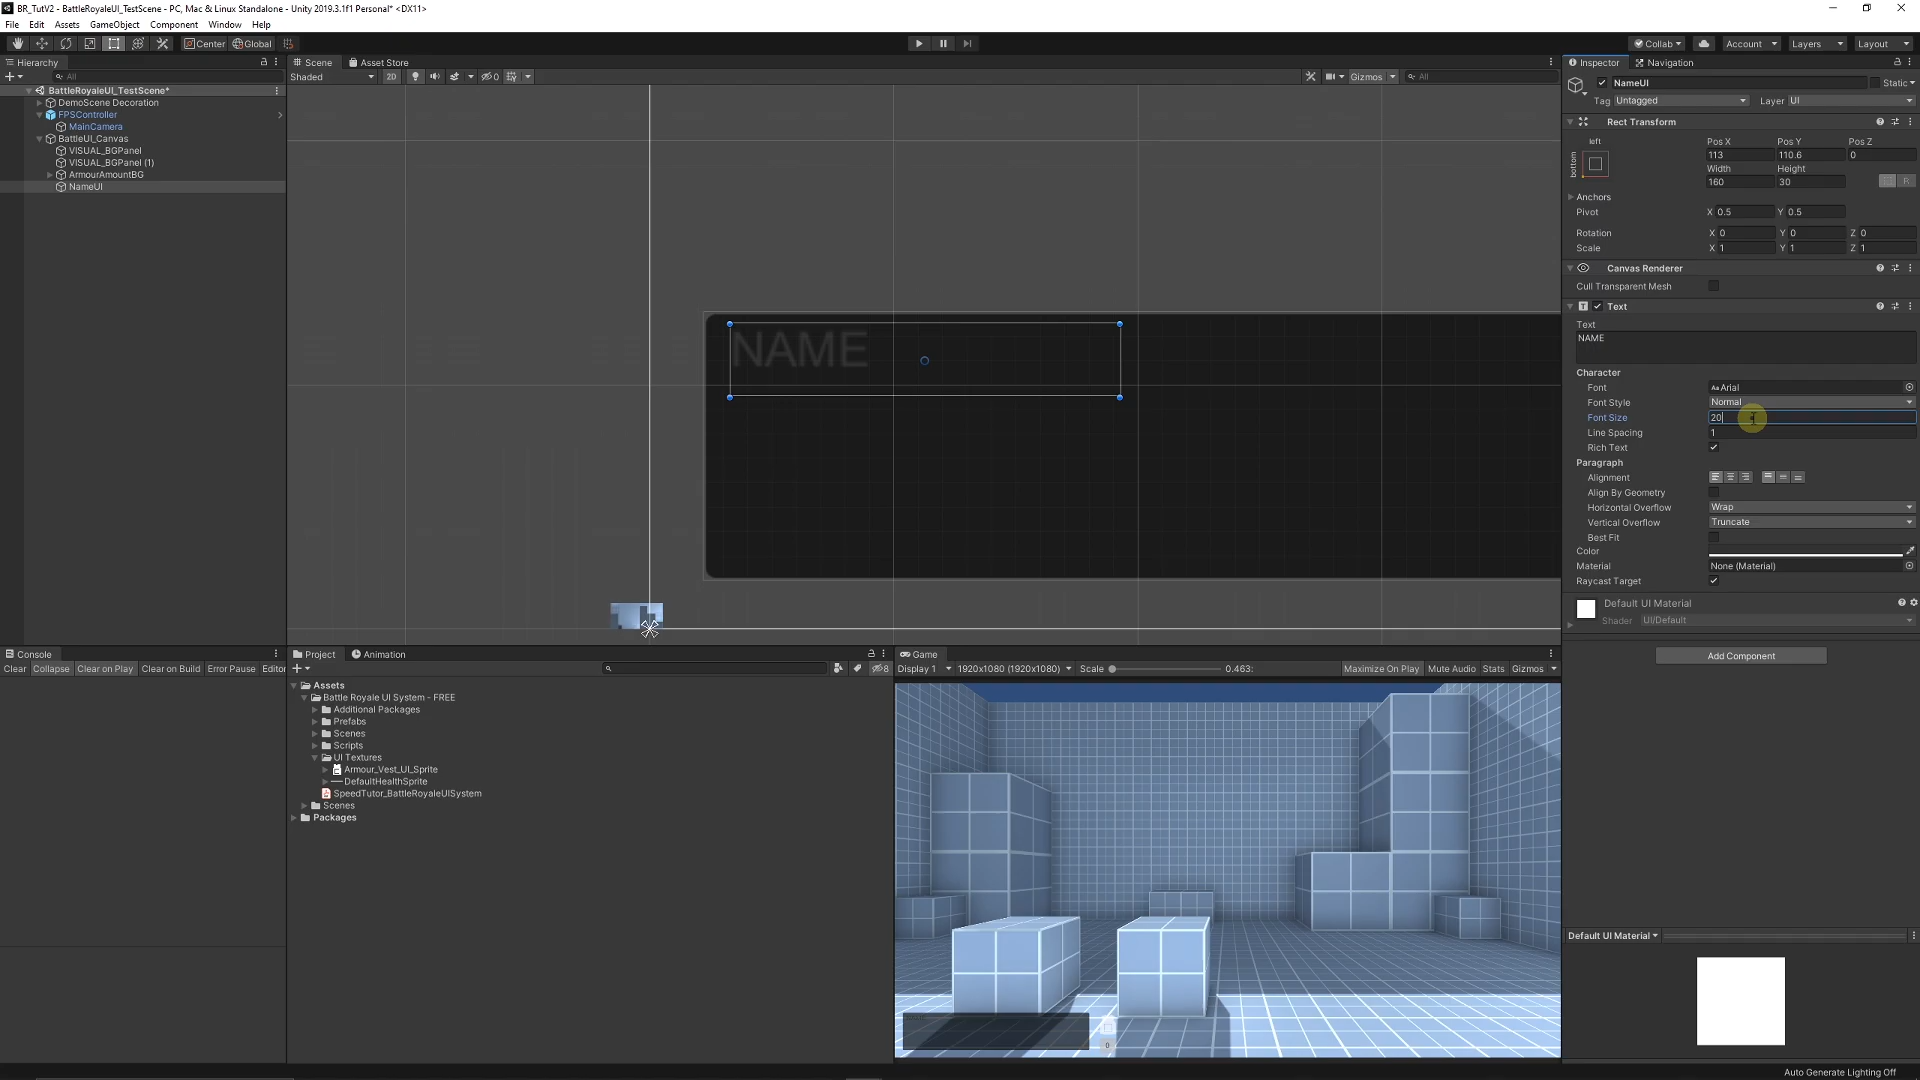 BR_TutV2 - BattleRoyaleUI_TestScene - PC, Mac & Linux Standalone - Unity 2019.3.1f1 Personal* <DX11>
File Edit Assets GameObject Component Window Help
Center Global Collab Account Layers Layout
Hierarchy
All
BattleRoyaleUI_TestScene*
DemoScene Decoration
FPSController
MainCamera
BattleUI_Canvas
VISUAL_BGPanel
VISUAL_BGPanel (1)
ArmourAmountBG
NameUI
Scene Asset Store
Shaded 2D 0 Gizmos All
NAME
Inspector Navigation
NameUI Static
Tag Untagged Layer UI
Rect Transform
left
bottom
Pos X Pos Y Pos Z
113 110.6 0
Width Height
160 30
R
Anchors
Pivot X 0.5 Y 0.5
Rotation X 0 Y 0 Z 0
Scale X 1 Y 1 Z 1
Canvas Renderer
Cull Transparent Mesh
Text
Text
NAME
Character
Font Arial
Font Style Normal
Font Size 20
Line Spacing 1
Rich Text
Paragraph
Alignment
Align By Geometry
Horizontal Overflow Wrap
Vertical Overflow Truncate
Best Fit
Color
Material None (Material)
Raycast Target
Default UI Material
Shader UI/Default
Add Component
Default UI Material
Console
Clear Collapse Clear on Play Clear on Build Error Pause Editor
Project Animation
8
Assets
Battle Royale UI System - FREE
Additional Packages
Prefabs
Scenes
Scripts
UI Textures
Armour_Vest_UI_Sprite
DefaultHealthSprite
SpeedTutor_BattleRoyaleUISystem
Scenes
Packages
Game
Display 1 1920x1080 (1920x1080) Scale 0.463: Maximize On Play Mute Audio Stats Gizmos
0
Auto Generate Lighting Off